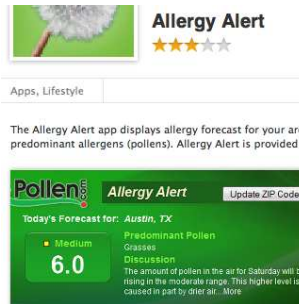 Allergy Alert
Apps, Lifestyle
The Allergy Alert app displays allergy forecast for your
predominant allergens (pollens). Allergy Alert is provided
Pollen
Allergy Alert
Update ZIP Code
Today's Forecast for: Austin, TX
Medium
6.0
Predominant Pollen
Grasses
Discussion
The amount of pollen in the air for Saturday will
rising in the moderate range. This higher level is
caused in part by drier air...More